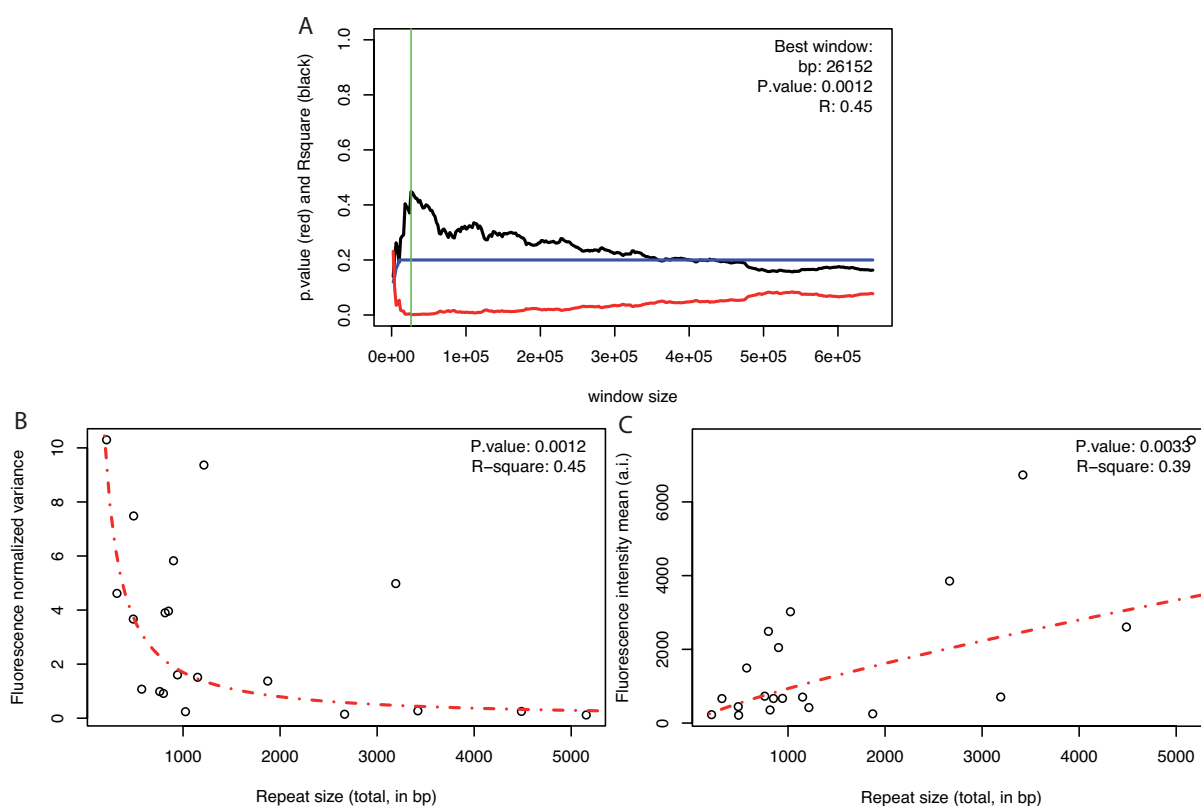 A
Best window:
bp: 26152
P.value: 0.0012
R: 0.45
p.value (red) and Rsquare (black)
1.0
0.8
0.6
0.4
0.2
0.0
0e+00 1e+05 2e+05 3e+05 4e+05 5e+05 6e+05
window size
B
P.value: 0.0012
R−square: 0.45
Fluorescence normalized variance
10
8
6
4
2
0
1000 2000 3000 4000 5000
Repeat size (total, in bp)
C
P.value: 0.0033
R−square: 0.39
Fluorescence intensity mean (a.i.)
6000
4000
2000
0
1000 2000 3000 4000 5000
Repeat size (total, in bp)